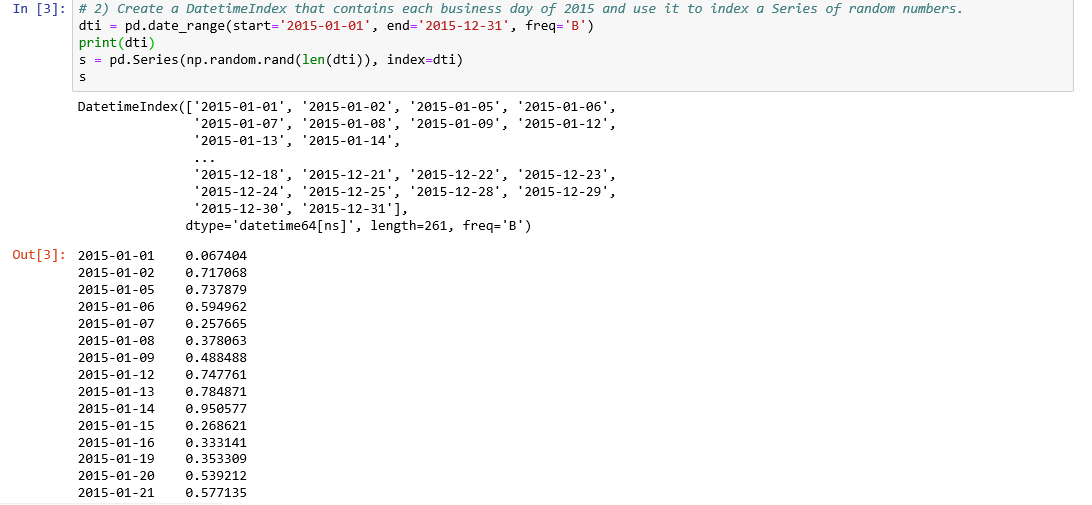 In [3]: # 2) Create a DatetimeIndex that contains each business day of 2015 and use it to index a Series of random numbers.
dti = pd.date_range(start='2015-01-01', end='2015-12-31', freq='B')
print(dti)
s = pd.Series(np.random.rand(len(dti)), index=dti)
s
DatetimeIndex(['2015-01-01', '2015-01-02', '2015-01-05', '2015-01-06',
'2015-01-07', '2015-01-08', '2015-01-09', '2015-01-12',
'2015-01-13', '2015-01-14',
...
'2015-12-18', '2015-12-21', '2015-12-22', '2015-12-23',
'2015-12-24', '2015-12-25', '2015-12-28', '2015-12-29',
'2015-12-30', '2015-12-31'],
dtype='datetime64[ns]', length=261, freq='B')
Out[3]: 2015-01-01 0.067404
2015-01-02 0.717068
2015-01-05 0.737879
2015-01-06 0.594962
2015-01-07 0.257665
2015-01-08 0.378063
2015-01-09 0.488488
2015-01-12 0.747761
2015-01-13 0.784871
2015-01-14 0.950577
2015-01-15 0.268621
2015-01-16 0.333141
2015-01-19 0.353309
2015-01-20 0.539212
2015-01-21 0.577135